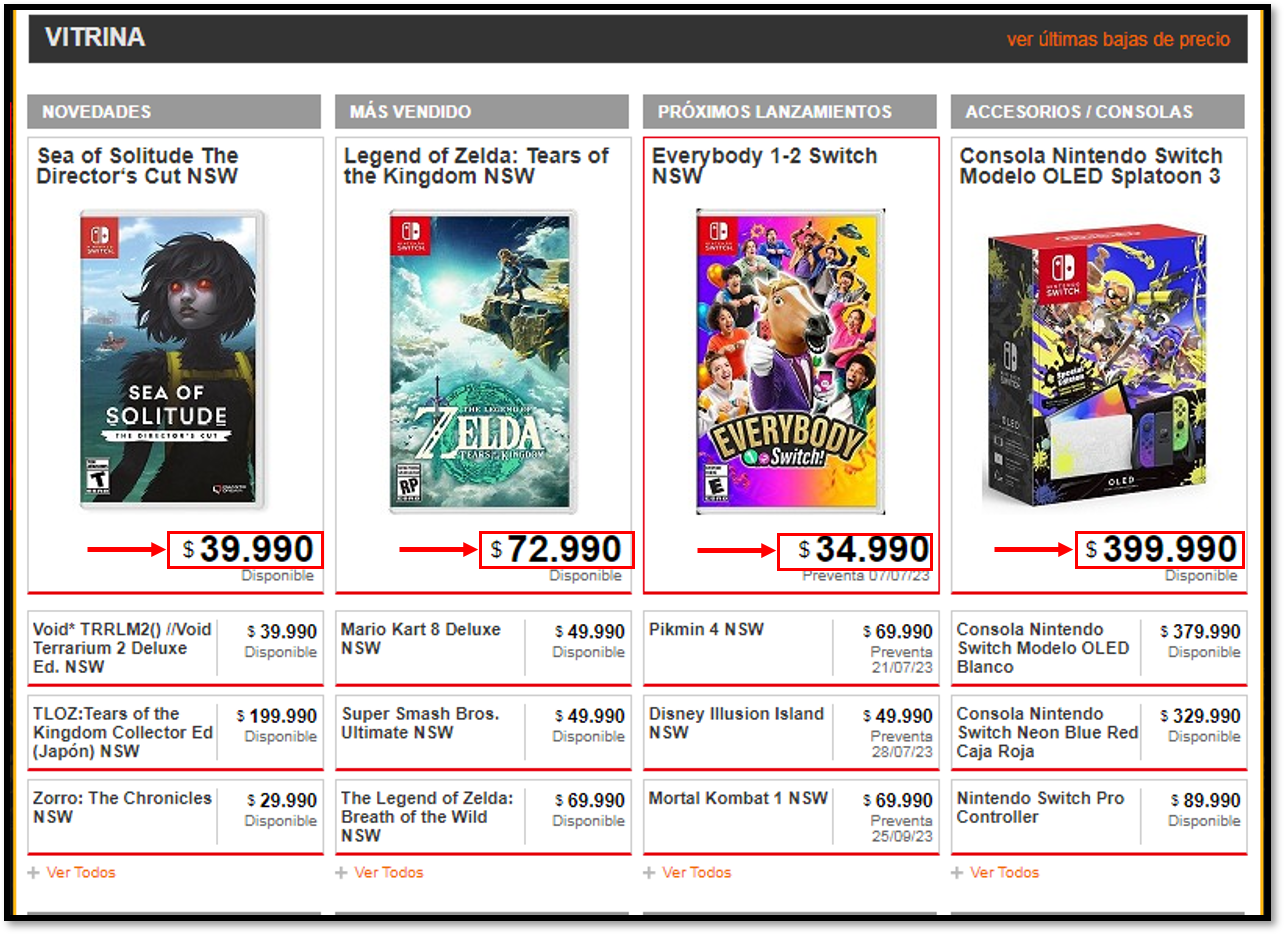 VITRINA
ver últimas bajas de precio
NOVEDADES
Sea of Solitude The
Director's Cut NSW
NINTENDO
SWITCH
SEA OF
SOLITUDE
THE DIRECTOR'S CUT
T
$ 39.990
Disponible
Void* TRRLM2() //Void
Terrarium 2 Deluxe
Ed. NSW
$ 39.990
Disponible
TLOZ:Tears of the
Kingdom Collector Ed
(Japón) NSW
$ 199.990
Disponible
Zorro: The Chronicles
NSW
$ 29.990
Disponible
+ Ver Todos
MÁS VENDIDO
Legend of Zelda: Tears of
the Kingdom NSW
NINTENDO
SWITCH
THE LEGEND OF
ZELDA
TEARS OF THE KINGDOM
RP
$ 72.990
Disponible
Mario Kart 8 Deluxe
NSW
$ 49.990
Disponible
Super Smash Bros.
Ultimate NSW
$ 49.990
Disponible
The Legend of Zelda:
Breath of the Wild
NSW
$ 69.990
Disponible
+ Ver Todos
PRÓXIMOS LANZAMIENTOS
Everybody 1-2 Switch
NSW
NINTENDO
SWITCH
EVERYBODY
Switch!
E
$ 34.990
Preventa 07/07/23
Pikmin 4 NSW
$ 69.990
Preventa
21/07/23
Disney Illusion Island
NSW
$ 49.990
Preventa
28/07/23
Mortal Kombat 1 NSW
$ 69.990
Preventa
25/09/23
+ Ver Todos
ACCESORIOS / CONSOLAS
Consola Nintendo Switch
Modelo OLED Splatoon 3
NINTENDO
SWITCH
NINTENDO
SWITCH
OLED
Special
Edition
OLED
$ 399.990
Disponible
Consola Nintendo
Switch Modelo OLED
Blanco
$ 379.990
Disponible
Consola Nintendo
Switch Neon Blue Red
Caja Roja
$ 329.990
Disponible
Nintendo Switch Pro
Controller
$ 89.990
Disponible
+ Ver Todos